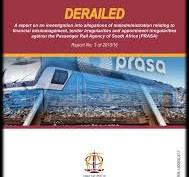 DERAILED
A report on an investigation into allegations of maladministration relating to
financial mismanagement, tender irregularities and appointment irregularities
against the Passenger Rail Agency of South Africa (PRASA)
Report No: 3 of 2015/16
prasa